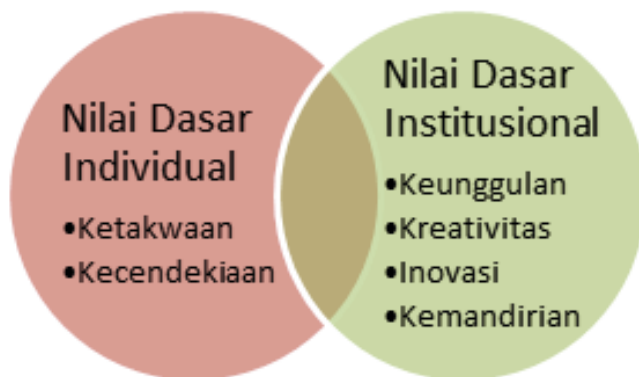 Nilai Dasar
Individual
•Ketakwaan
•Kecendekiaan
Nilai Dasar
Institusional
•Keunggulan
•Kreativitas
•Inovasi
•Kemandirian